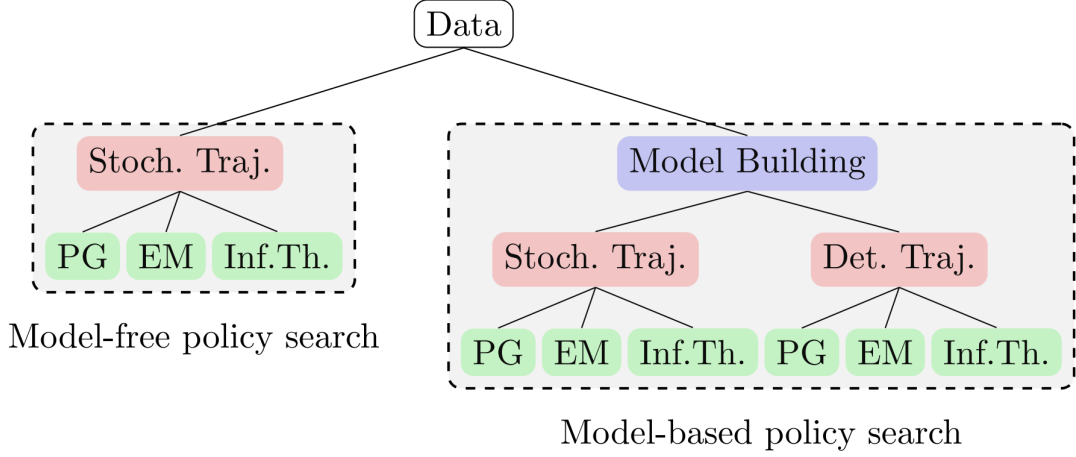 Data
Stoch. Traj.
PG EM Inf.Th.
Model-free policy search
Model Building
Stoch. Traj. Det. Traj.
PG EM Inf.Th. PG EM Inf.Th.
Model-based policy search